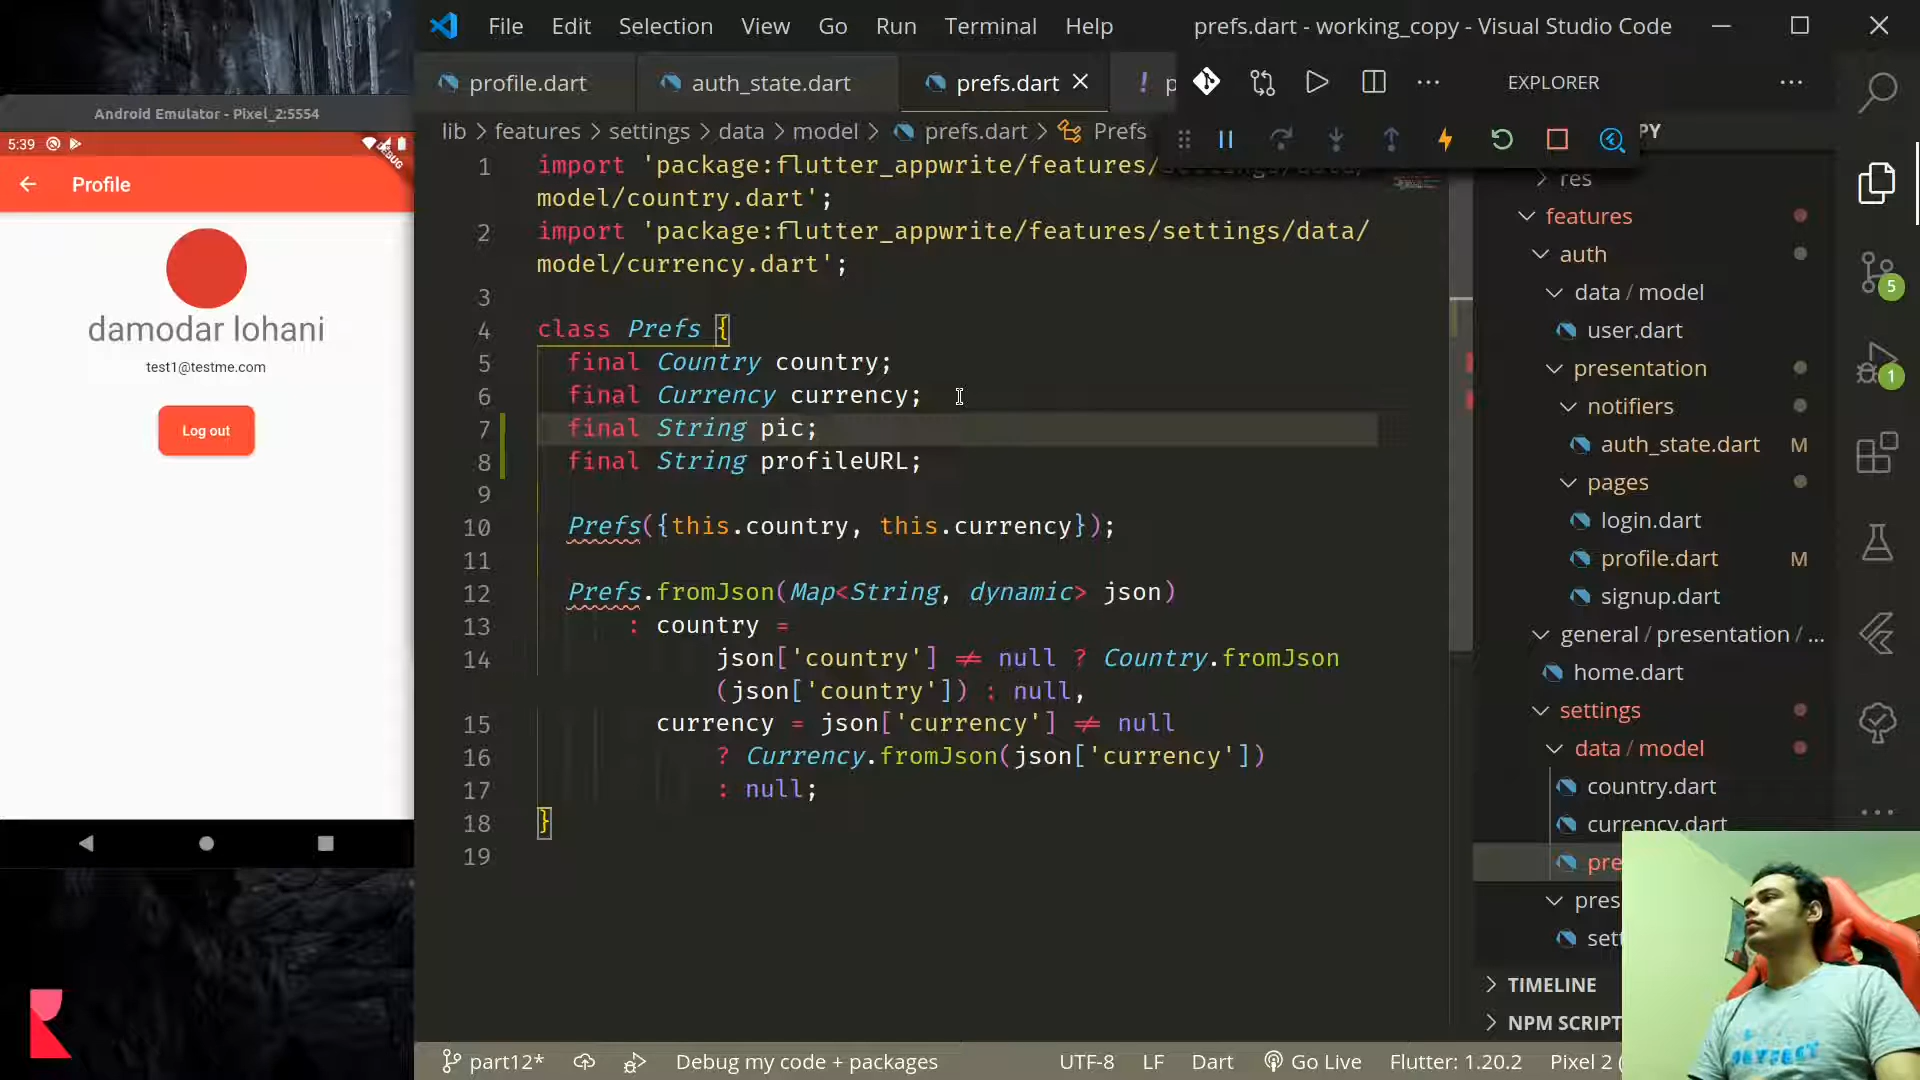 File Edit Selection View Go Run Terminal Help
prefs.dart - working_copy - Visual Studio Code
profile.dart
auth_state.dart
prefs.dart
EXPLORER
lib > features > settings > data > model > prefs.dart > Prefs
Android Emulator - Pixel_2:5554
5:39
DEBUG
Profile
damodar lohani
test1@testme.com
Log out
1 import 'package:flutter_appwrite/features/
model/country.dart';
2 import 'package:flutter_appwrite/features/settings/data/
model/currency.dart';
3
4 class Prefs {
5 final Country country;
6 final Currency currency;
7 final String pic;
8 final String profileURL;
9
10 Prefs({this.country, this.currency});
11
12 Prefs.fromJson(Map<String, dynamic> json)
13 : country =
14 json['country'] != null ? Country.fromJson
(json['country']) : null,
15 currency = json['currency'] != null
16 ? Currency.fromJson(json['currency'])
17 : null;
18 }
19
PY
res
features
auth
data / model
user.dart
presentation
notifiers
auth_state.dart M
pages
login.dart
profile.dart M
signup.dart
general / presentation / ...
home.dart
settings
data / model
country.dart
currency.dart
pre
pres
sett
TIMELINE
NPM SCRIPT
5
1
part12*
Debug my code + packages
UTF-8
LF
Dart
Go Live
Flutter: 1.20.2
Pixel 2 (